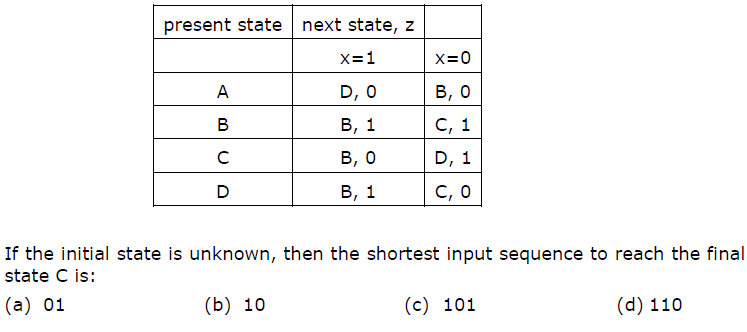 present state next state, z
x=1 x=0
A D, 0 B, 0
B B, 1 C, 1
C B, 0 D, 1
D B, 1 C, 0
If the initial state is unknown, then the shortest input sequence to reach the final
state C is:
(a) 01 (b) 10 (c) 101 (d) 110